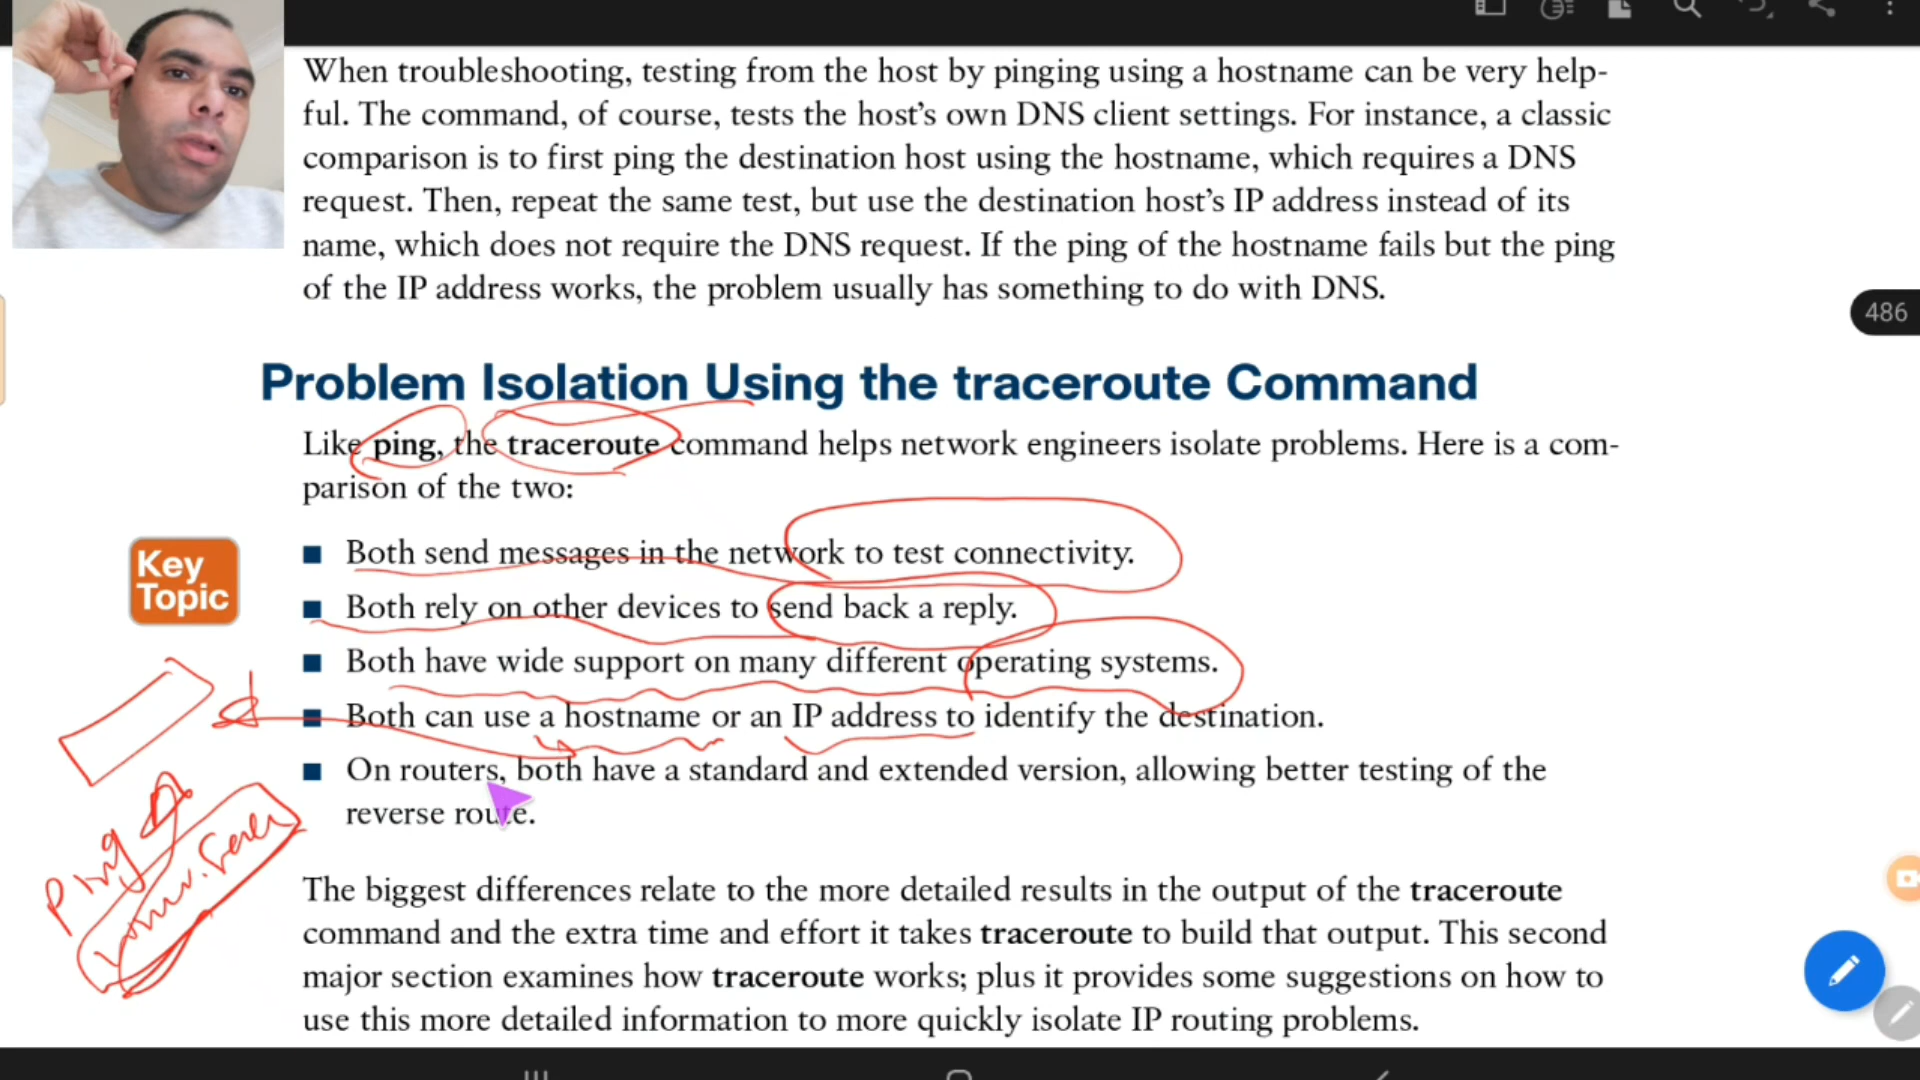 When troubleshooting, testing from the host by pinging using a hostname can be very help-
ful. The command, of course, tests the host's own DNS client settings. For instance, a classic
comparison is to first ping the destination host using the hostname, which requires a DNS
request. Then, repeat the same test, but use the destination host's IP address instead of its
name, which does not require the DNS request. If the ping of the hostname fails but the ping
of the IP address works, the problem usually has something to do with DNS.
486
Problem Isolation Using the traceroute Command
Like ping, the traceroute command helps network engineers isolate problems. Here is a com-
parison of the two:
Key
Topic
■ Both send messages in the network to test connectivity.
■ Both rely on other devices to send back a reply.
■ Both have wide support on many different operating systems.
■ Both can use a hostname or an IP address to identify the destination.
■ On routers, both have a standard and extended version, allowing better testing of the
reverse route.
Ping
The biggest differences relate to the more detailed results in the output of the traceroute
command and the extra time and effort it takes traceroute to build that output. This second
major section examines how traceroute works; plus it provides some suggestions on how to
use this more detailed information to more quickly isolate IP routing problems.